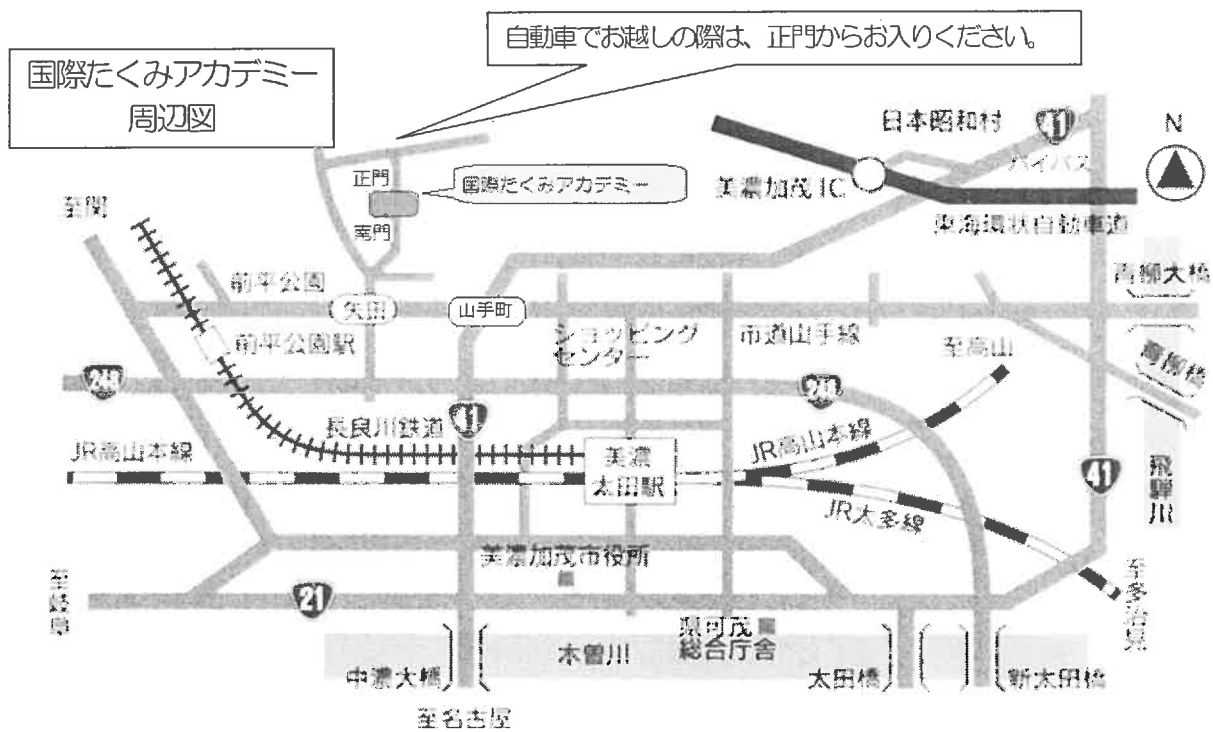 自動車でお越しの際は、正門からお入りください。
国際たくみアカデミー
周辺図
日本昭和村
41
N
バイパス
正門
国際たくみアカデミー
美濃加茂IC
至関
南門
東海環状自動車道
前平公園
青柳大橋
矢田
山手町
前平公園駅
ショッピング
センター
市道山手線
至高山
青柳橋
248
248
41
長良川鉄道
JR高山本線
美濃
太田駅
JR高山本線
41
飛騨川
JR太多線
美濃加茂市役所
至岐阜
21
至多治見
県可茂
総合庁舎
木曽川
中濃大橋
太田橋
新太田橋
至名古屋